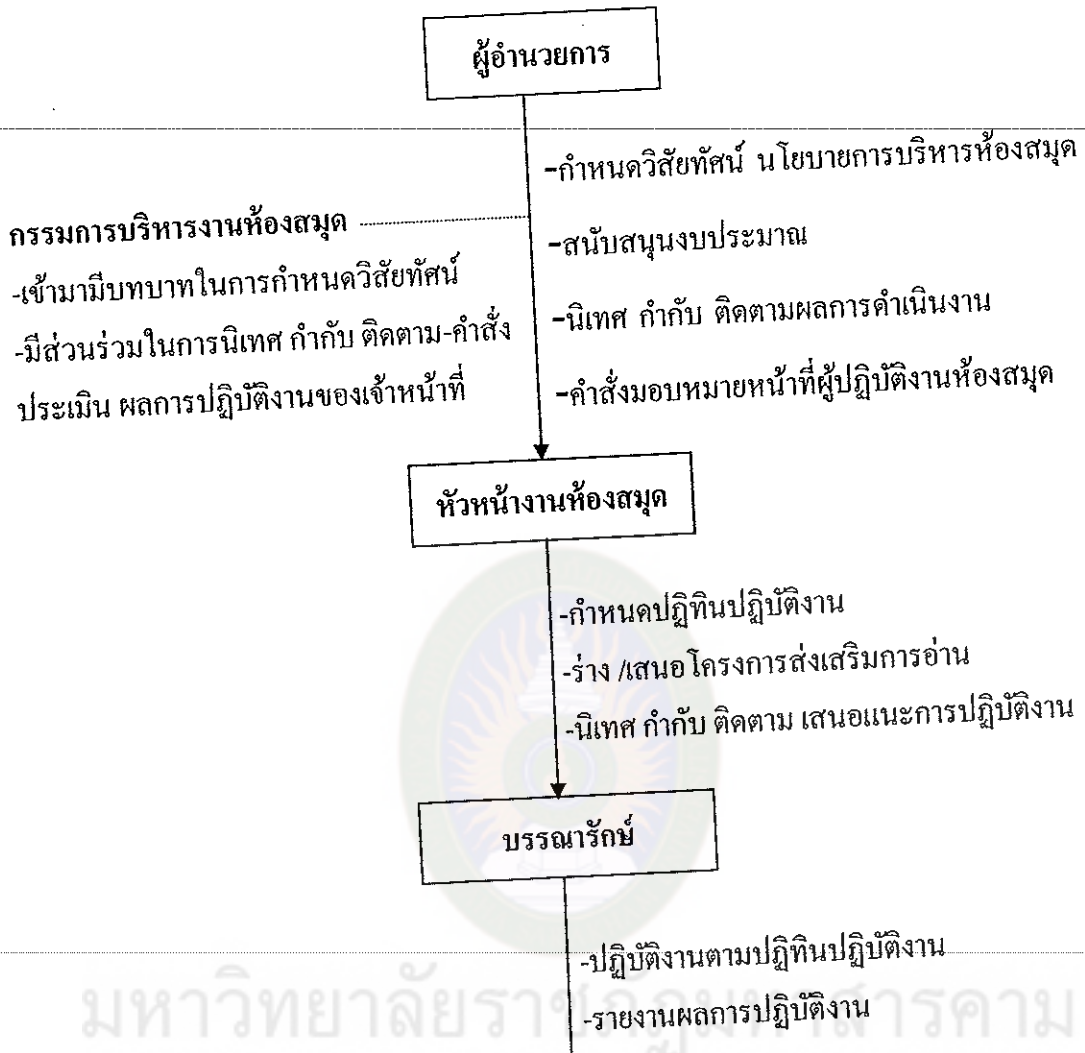 ผู้อำนวยการ
-กำหนดวิสัยทัศน์ นโยบายการบริหารห้องสมุด
กรรมการบริหารงานห้องสมุด
-สนับสนุนงบประมาณ
-เข้ามามีบทบาทในการกำหนดวิสัยทัศน์
-นิเทศ กำกับ ติดตามผลการดำเนินงาน
-มีส่วนร่วมในการนิเทศ กำกับ ติดตาม-คำสั่ง
-คำสั่งมอบหมายหน้าที่ผู้ปฏิบัติงานห้องสมุด
ประเมิน ผลการปฏิบัติงานของเจ้าหน้าที่
หัวหน้างานห้องสมุด
-กำหนดปฏิทินปฏิบัติงาน
-ร่าง /เสนอโครงการส่งเสริมการอ่าน
-นิเทศ กำกับ ติดตาม เสนอแนะการปฏิบัติงาน
บรรณารักษ์
-ปฏิบัติงานตามปฏิทินปฏิบัติงาน
-รายงานผลการปฏิบัติงาน
มหาวิทยาลัยราชภัฏมหาสารคาม